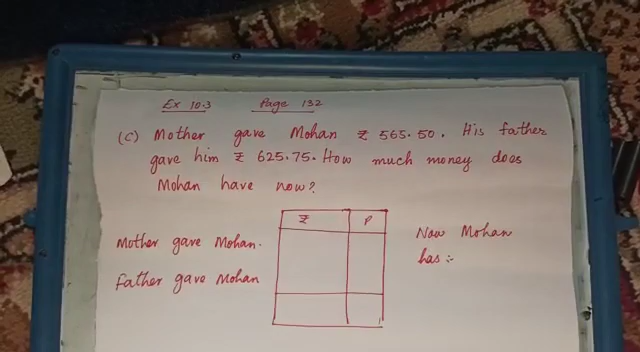 Ex 10.3 Page 132
(c) Mother gave Mohan ₹ 565.50. His father
gave him ₹ 625.75. How much money does
Mohan have now?
₹ P
Mother gave Mohan.
Father gave Mohan
Now Mohan
has :-